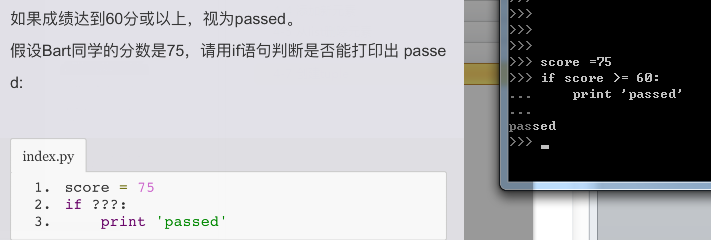 如果成绩达到60分或以上，视为passed。
假设Bart同学的分数是75，请用if语句判断是否能打印出 passe
d:
index.py
1. score = 75
2. if ???:
3.     print 'passed'
>>>
>>>
>>>
>>>
>>> score =75
>>> if score >= 60:
...     print 'passed'
...
passed
>>>